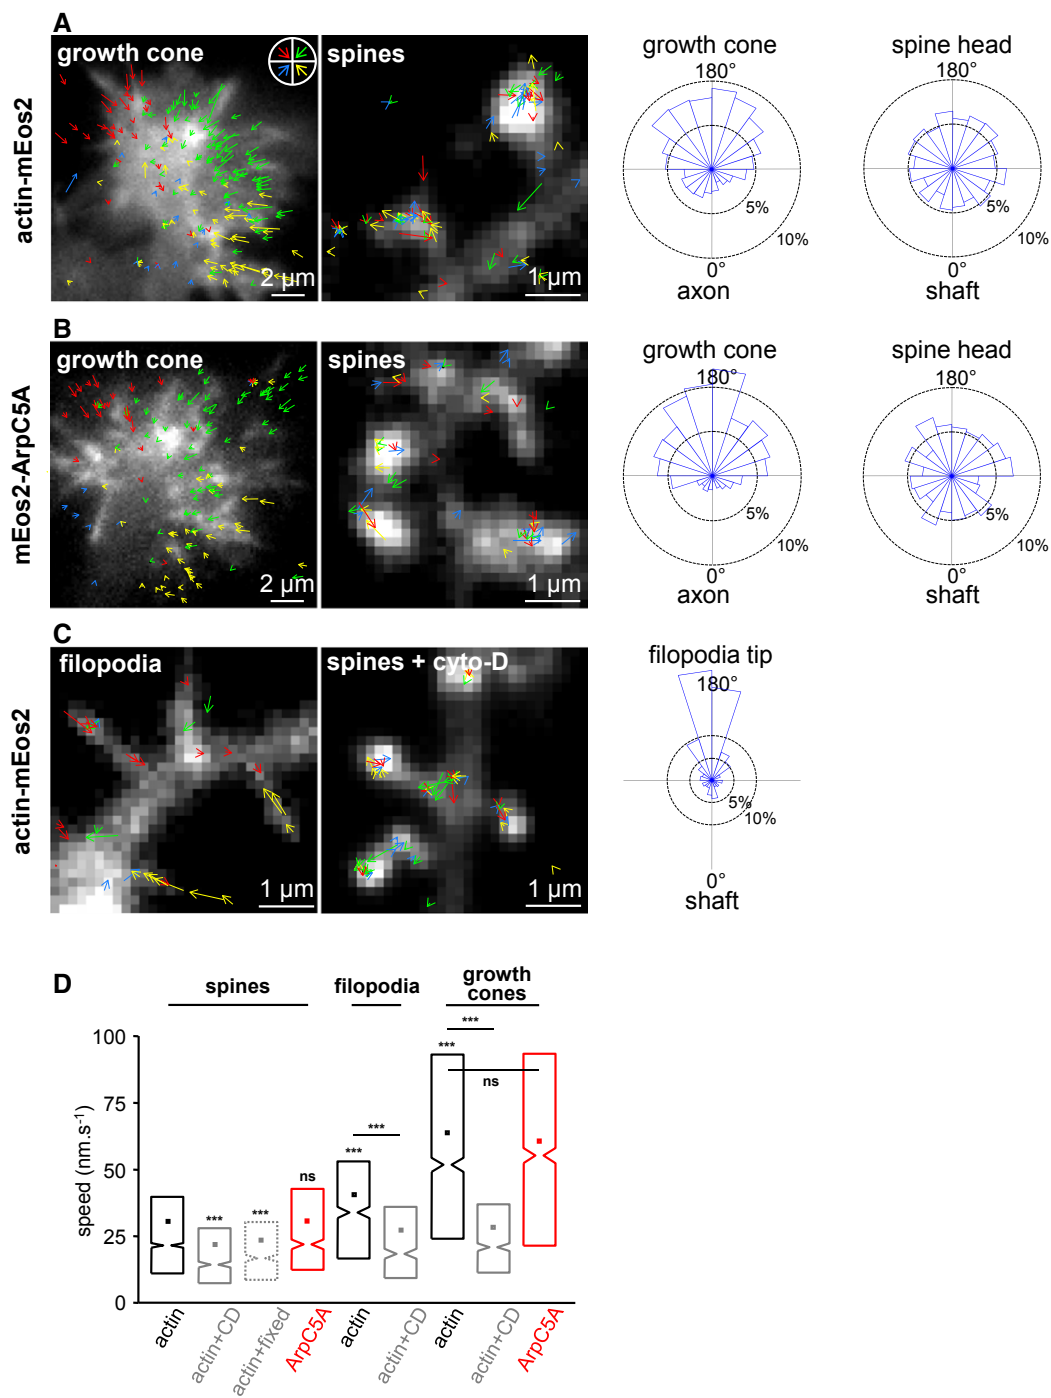 A
actin-mEos2
growth cone
2 µm
spines
1 µm
growth cone
180°
5%
10%
0°
axon
spine head
180°
5%
10%
0°
shaft
B
mEos2-ArpC5A
growth cone
2 µm
spines
1 µm
growth cone
180°
5%
10%
0°
axon
spine head
180°
5%
10%
0°
shaft
C
actin-mEos2
filopodia
1 µm
spines + cyto-D
1 µm
filopodia tip
180°
5%
10%
0°
shaft
D
spines
filopodia
growth
cones
speed (nm.s⁻¹)
100
75
50
25
0
***
***
ns
***
***
***
***
ns
actin
actin+CD
actin+fixed
ArpC5A
actin
actin+CD
actin
actin+CD
ArpC5A